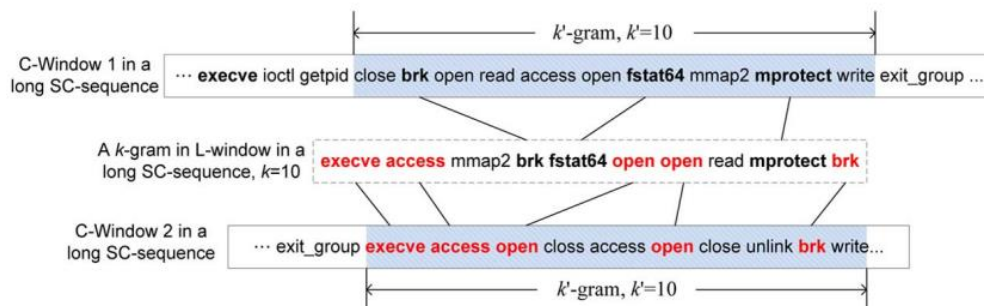 k'-gram, k'=10
C-Window 1 in a
long SC-sequence
··· execve ioctl getpid close brk open read access open fstat64 mmap2 mprotect write exit_group ...
A k-gram in L-window in a
long SC-sequence, k=10
execve access mmap2 brk fstat64 open open read mprotect brk
C-Window 2 in a
long SC-sequence
··· exit_group execve access open closs access open close unlink brk write...
k'-gram, k'=10